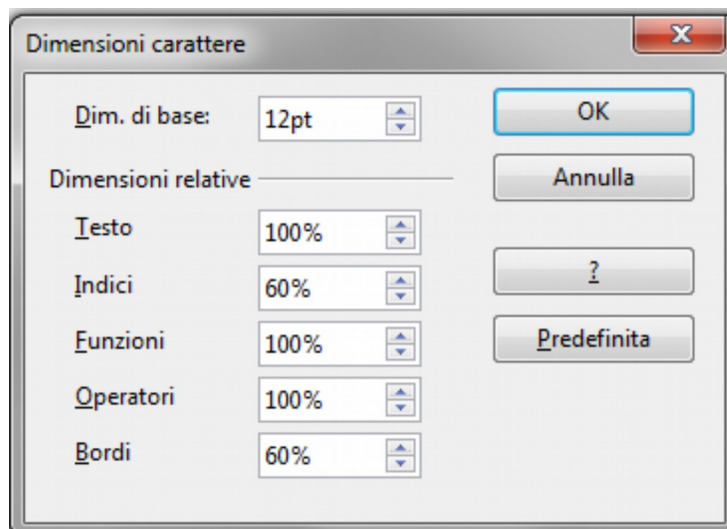 Dimensioni carattere
Dim. di base: 12pt OK
Dimensioni relative Annulla
Testo 100%
Indici 60% ?
Funzioni 100% Predefinita
Operatori 100%
Bordi 60%